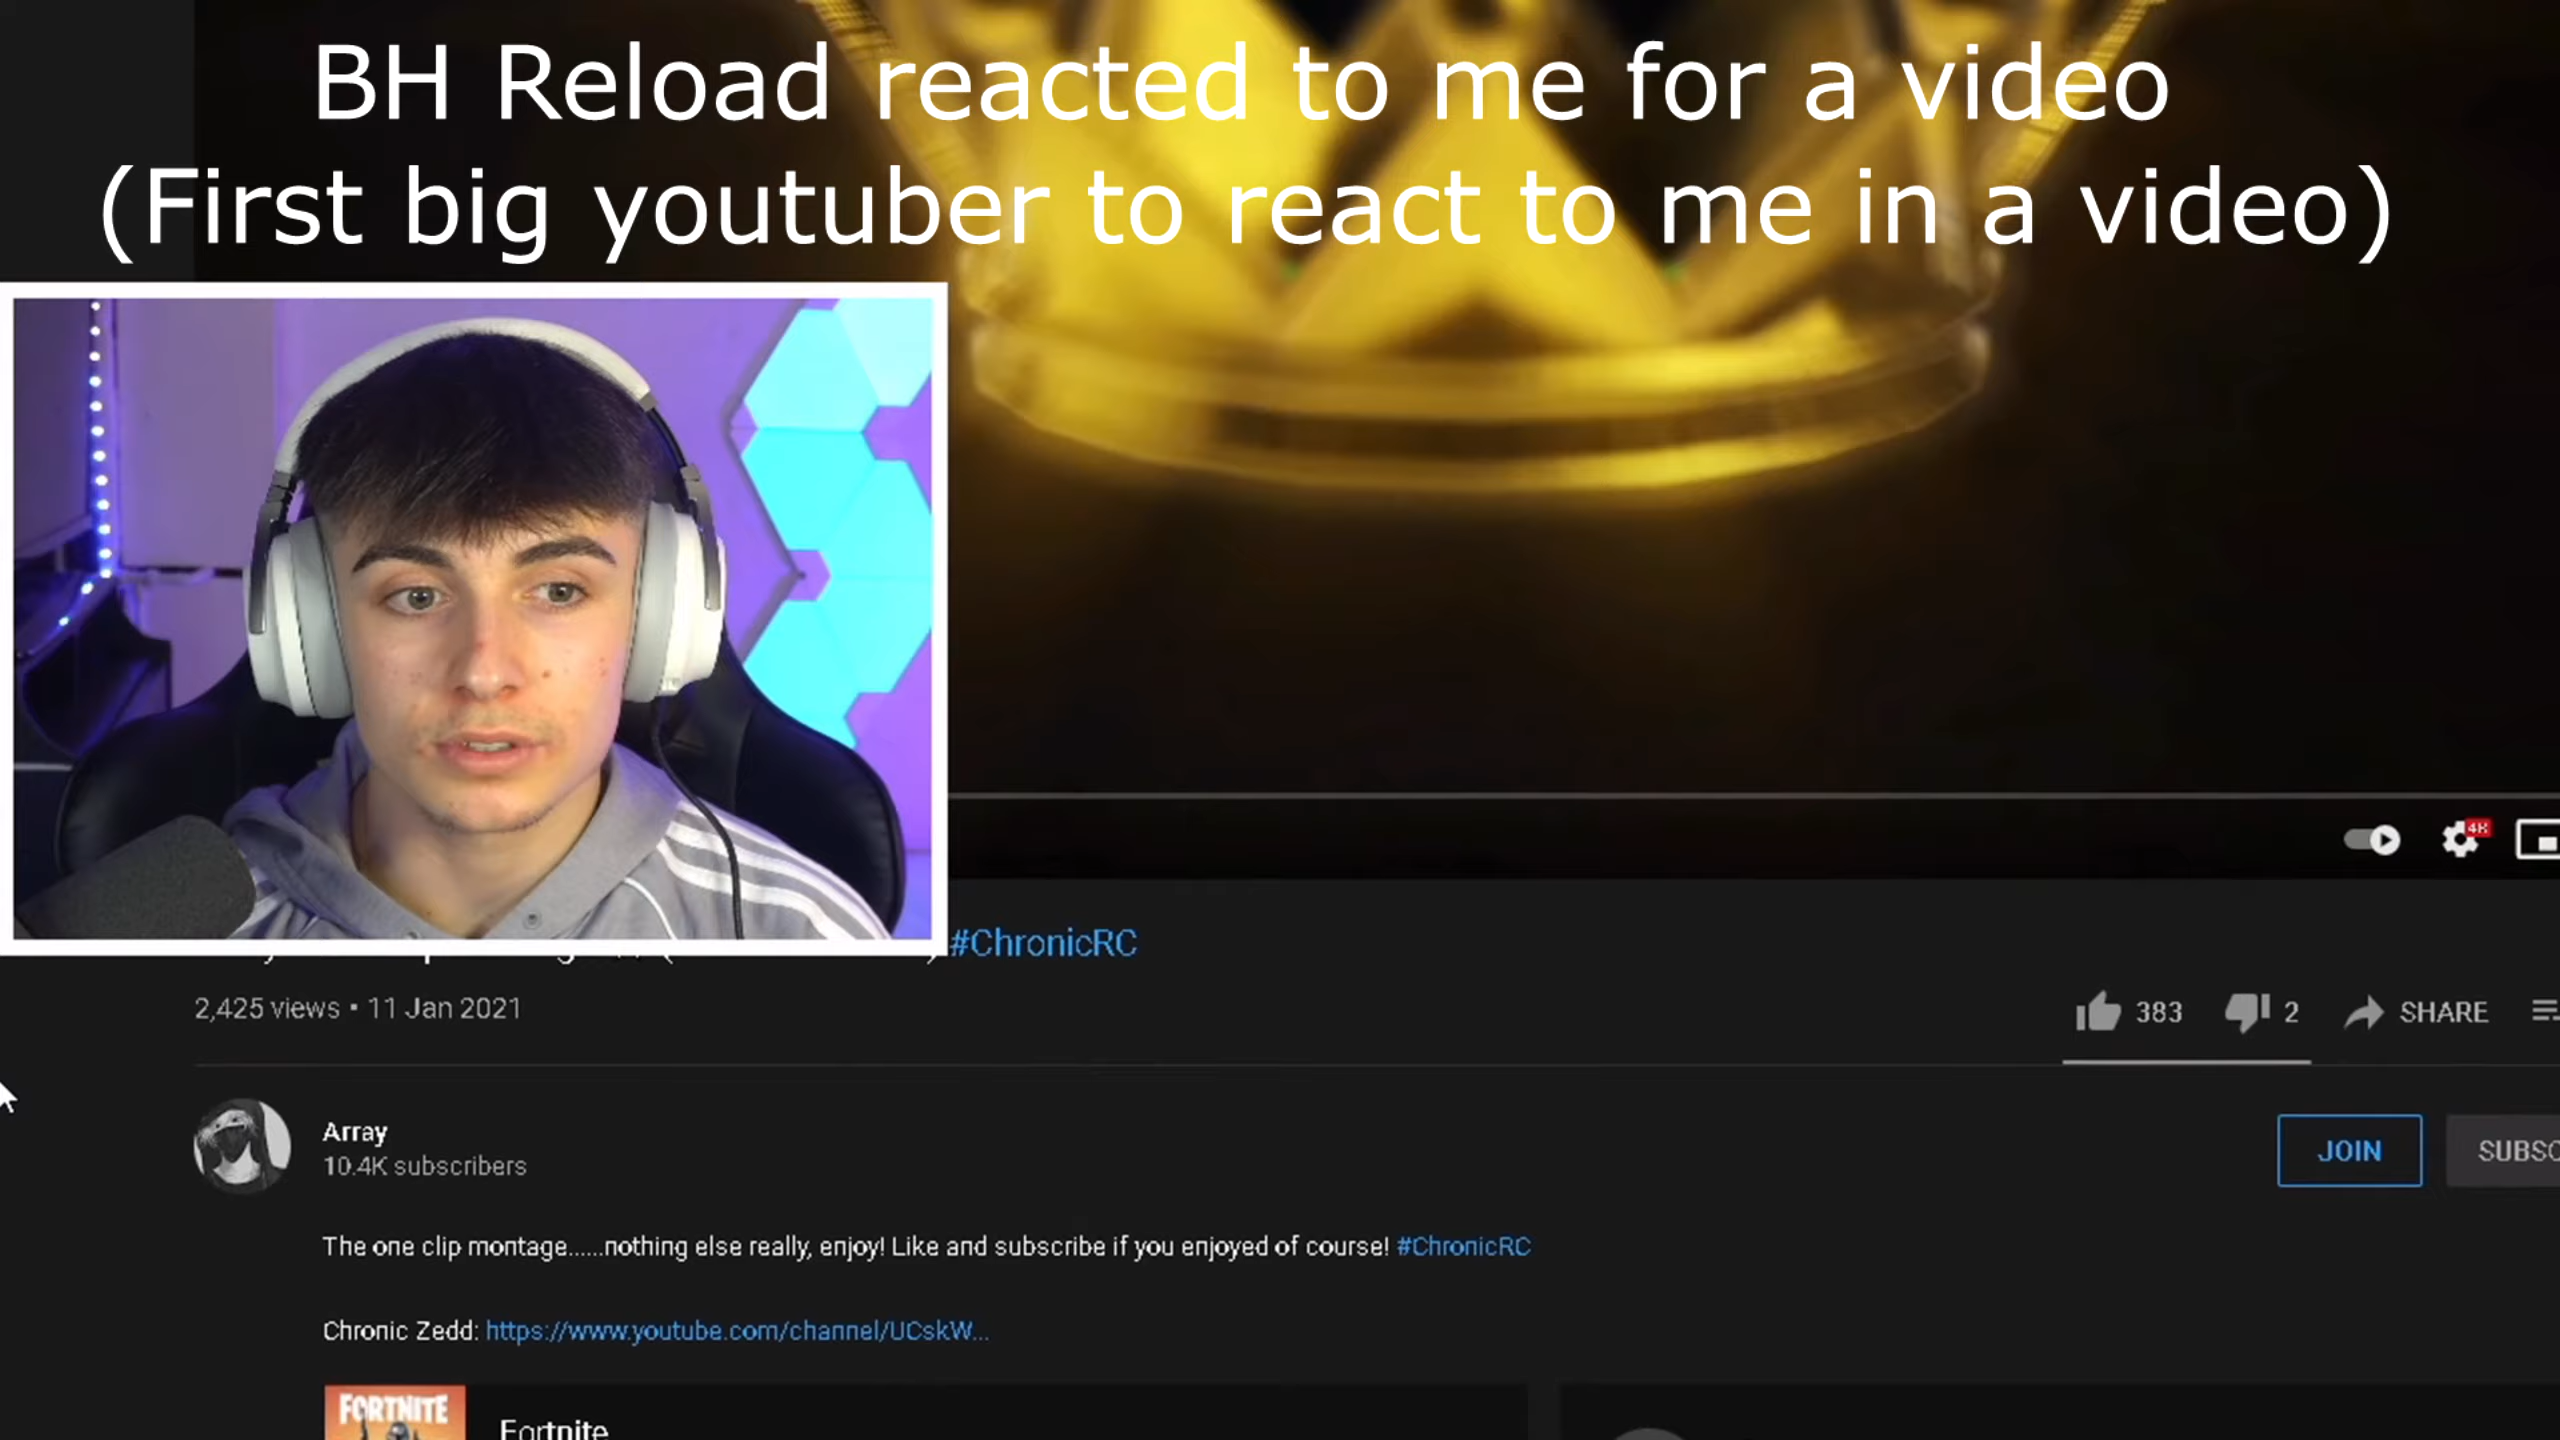 BH Reload reacted to me for a video
(First big youtuber to react to me in a video)
4K
#ChronicRC
2,425 views • 11 Jan 2021
383 2 SHARE
Array
10.4K subscribers
JOIN
SUBSC
The one clip montage......nothing else really, enjoy! Like and subscribe if you enjoyed of course! #ChronicRC
Chronic Zedd: https://www.youtube.com/channel/UCskW...
FORTNITE
Fortnite